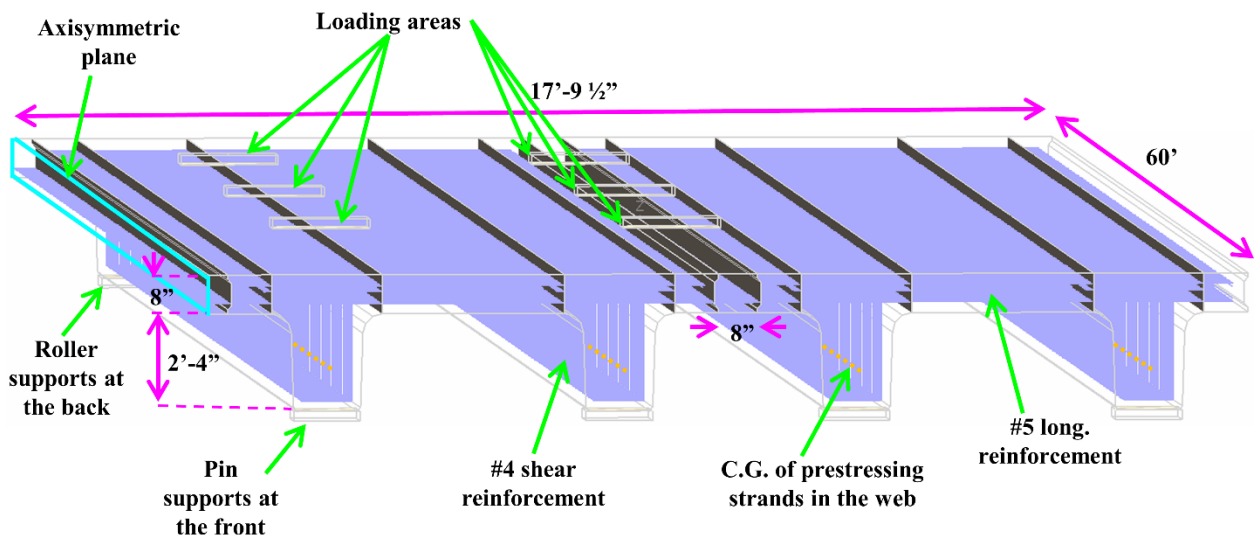 Axisymmetric
plane
Loading areas
17’-9 ½”
60’
8”
2’-4”
8”
Roller
supports at
the back
Pin
supports at
the front
#4 shear
reinforcement
C.G. of prestressing
strands in the web
#5 long.
reinforcement